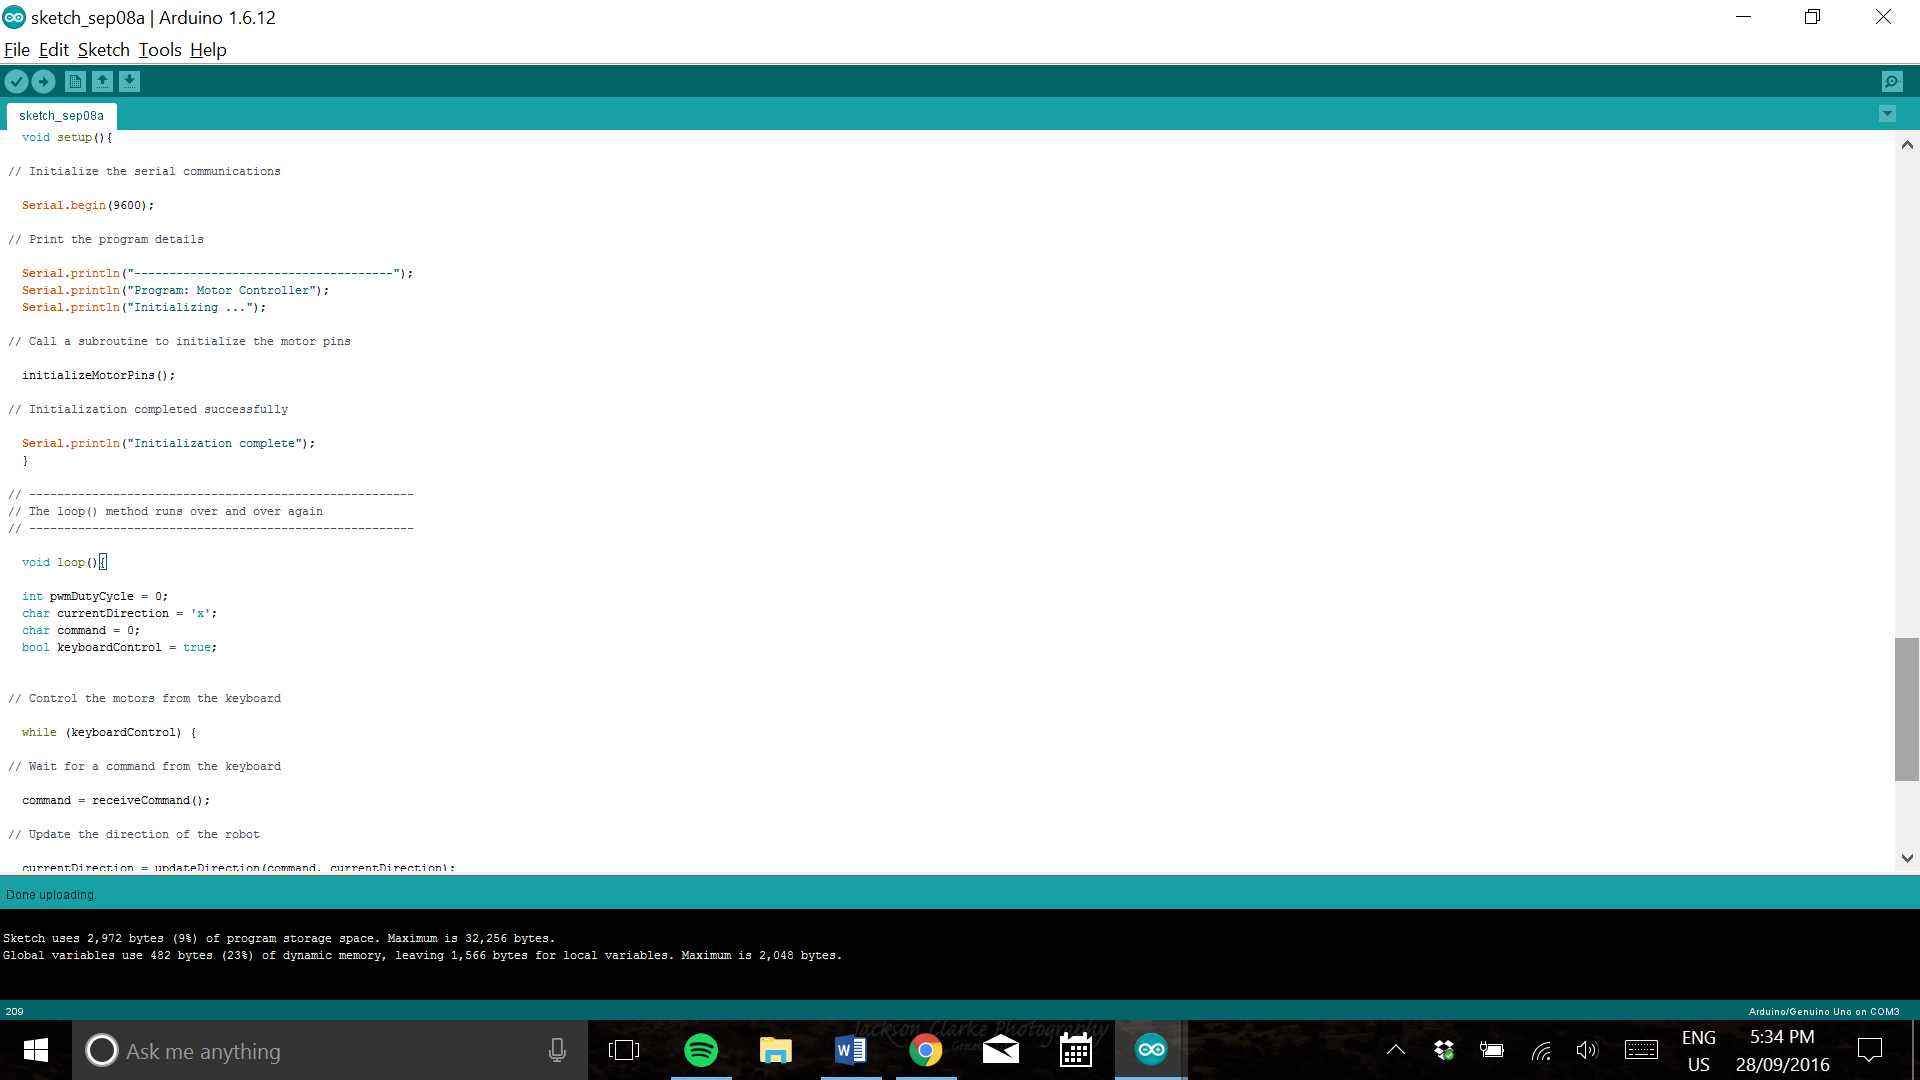 sketch_sep08a | Arduino 1.6.12
File Edit Sketch Tools Help
sketch_sep08a
void setup(){
// Initialize the serial communications
Serial.begin(9600);
// Print the program details
Serial.println("-------------------------------------");
Serial.println("Program: Motor Controller");
Serial.println("Initializing ...");
// Call a subroutine to initialize the motor pins
initializeMotorPins();
// Initialization completed successfully
Serial.println("Initialization complete");
}
// -------------------------------------------------------
// The loop() method runs over and over again
// -------------------------------------------------------
void loop(){
int pwmDutyCycle = 0;
char currentDirection = 'x';
char command = 0;
bool keyboardControl = true;
// Control the motors from the keyboard
while (keyboardControl) {
// Wait for a command from the keyboard
command = receiveCommand();
// Update the direction of the robot
currentDirection = updateDirection(command, currentDirection);
Done uploading.
Sketch uses 2,972 bytes (9%) of program storage space. Maximum is 32,256 bytes.
Global variables use 482 bytes (23%) of dynamic memory, leaving 1,566 bytes for local variables. Maximum is 2,048 bytes.
209
Arduino/Genuino Uno on COM3
Jackson Clarke Photography
Ask me anything
ENG
US
5:34 PM
28/09/2016